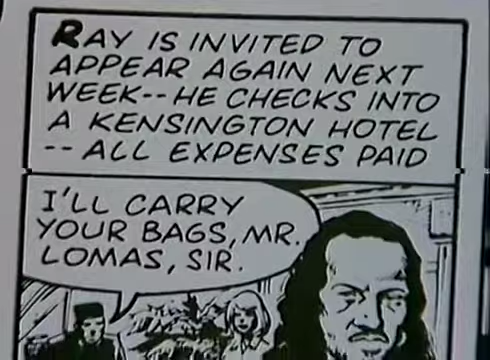 RAY IS INVITED TO
APPEAR AGAIN NEXT
WEEK--HE CHECKS INTO
A KENSINGTON HOTEL
-- ALL EXPENSES PAID
I'LL CARRY
YOUR BAGS, MR.
LOMAS, SIR.